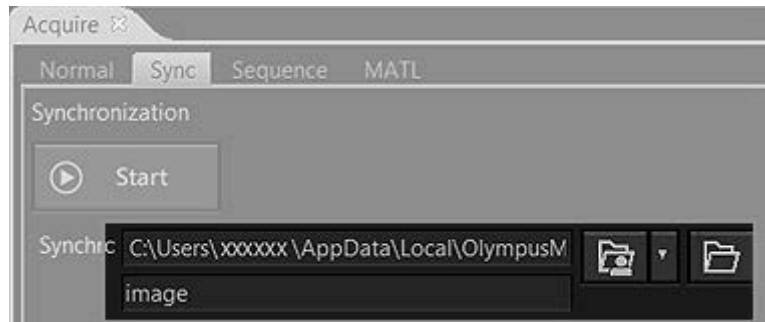 Acquire
Normal Sync Sequence MATL
Synchronization
Start
Synchrc C:\Users\xxxxxx\AppData\Local\OlympusM
image